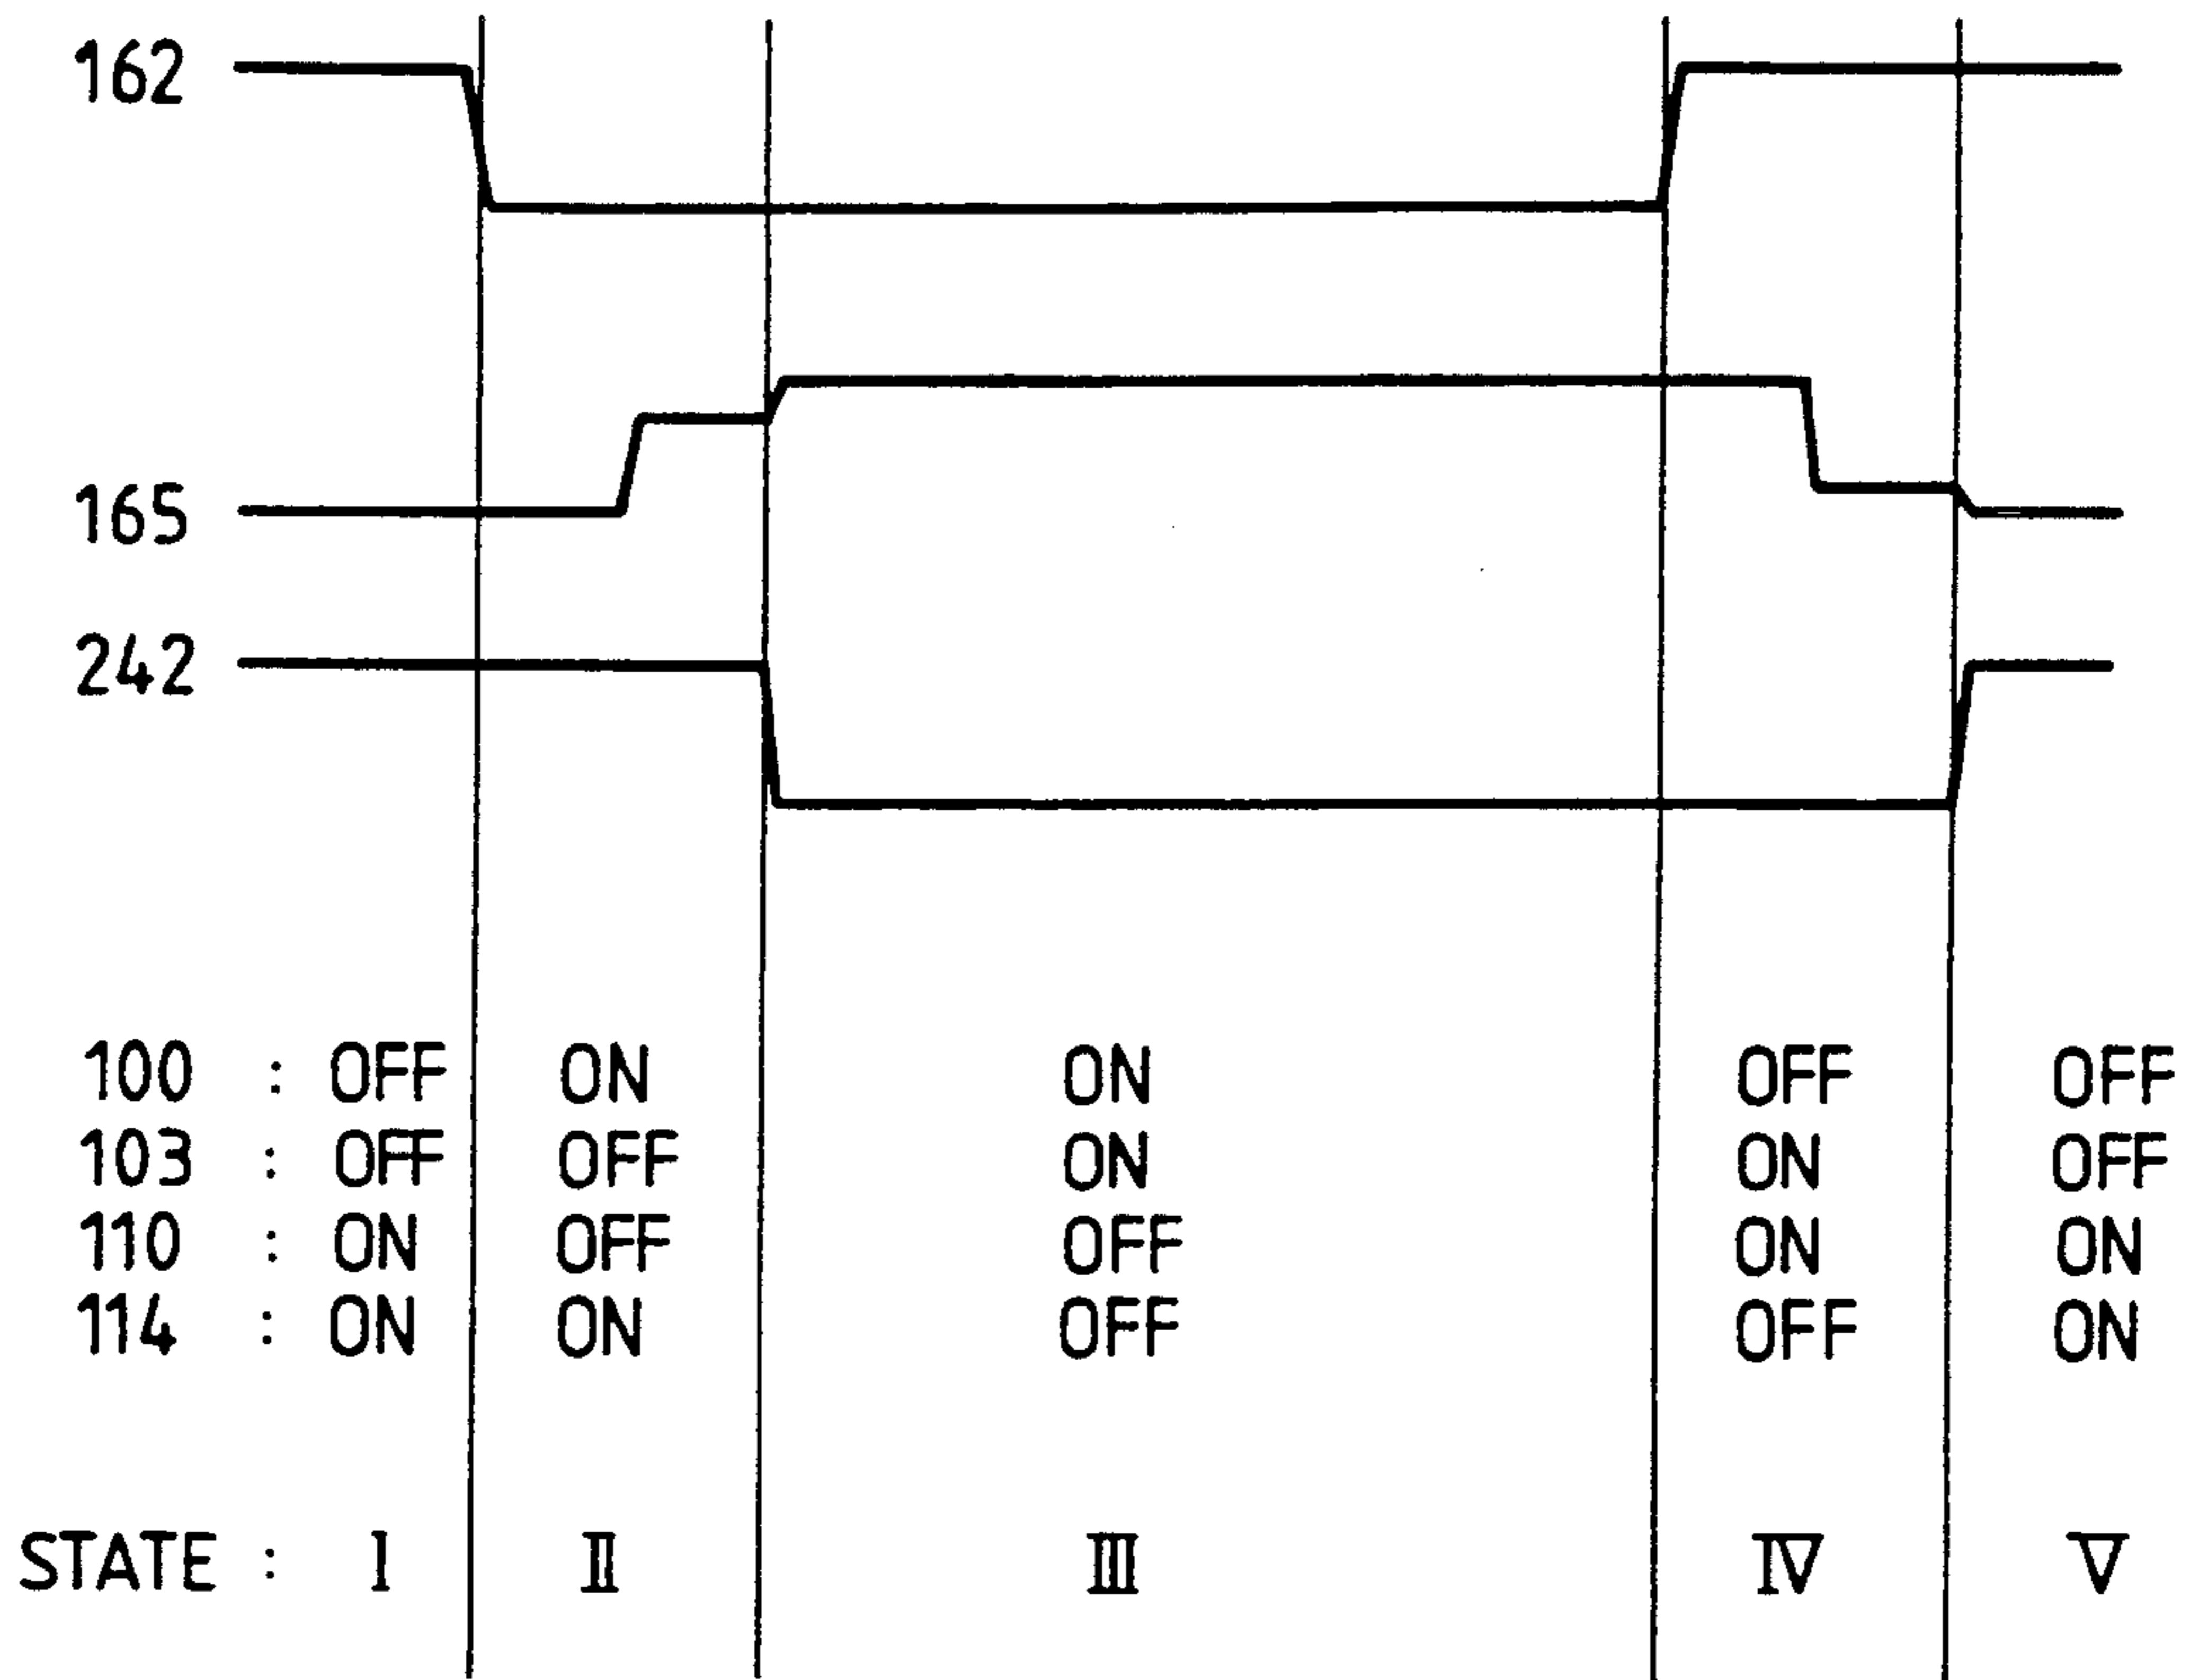 162
165
242
100 : OFF ON ON OFF OFF
103 : OFF OFF ON ON OFF
110 : ON OFF OFF ON ON
114 : ON ON OFF OFF ON
STATE : I II III IV V